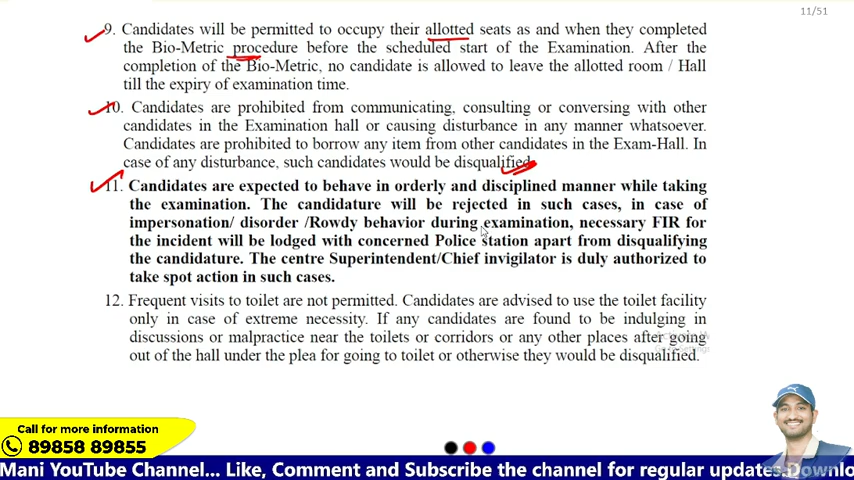 11/51
9. Candidates will be permitted to occupy their allotted seats as and when they completed
the Bio-Metric procedure before the scheduled start of the Examination. After the
completion of the Bio-Metric, no candidate is allowed to leave the allotted room / Hall
till the expiry of examination time.
10. Candidates are prohibited from communicating, consulting or conversing with other
candidates in the Examination hall or causing disturbance in any manner whatsoever.
Candidates are prohibited to borrow any item from other candidates in the Exam-Hall. In
case of any disturbance, such candidates would be disqualified.
11. Candidates are expected to behave in orderly and disciplined manner while taking
the examination. The candidature will be rejected in such cases, in case of
impersonation/ disorder /Rowdy behavior during examination, necessary FIR for
the incident will be lodged with concerned Police station apart from disqualifying
the candidature. The centre Superintendent/Chief invigilator is duly authorized to
take spot action in such cases.
12. Frequent visits to toilet are not permitted. Candidates are advised to use the toilet facility
only in case of extreme necessity. If any candidates are found to be indulging in
discussions or malpractice near the toilets or corridors or any other places after going
out of the hall under the plea for going to toilet or otherwise they would be disqualified.
Call for more information
89858 89855
Mani YouTube Channel... Like, Comment and Subscribe the channel for regular updates.Downlo